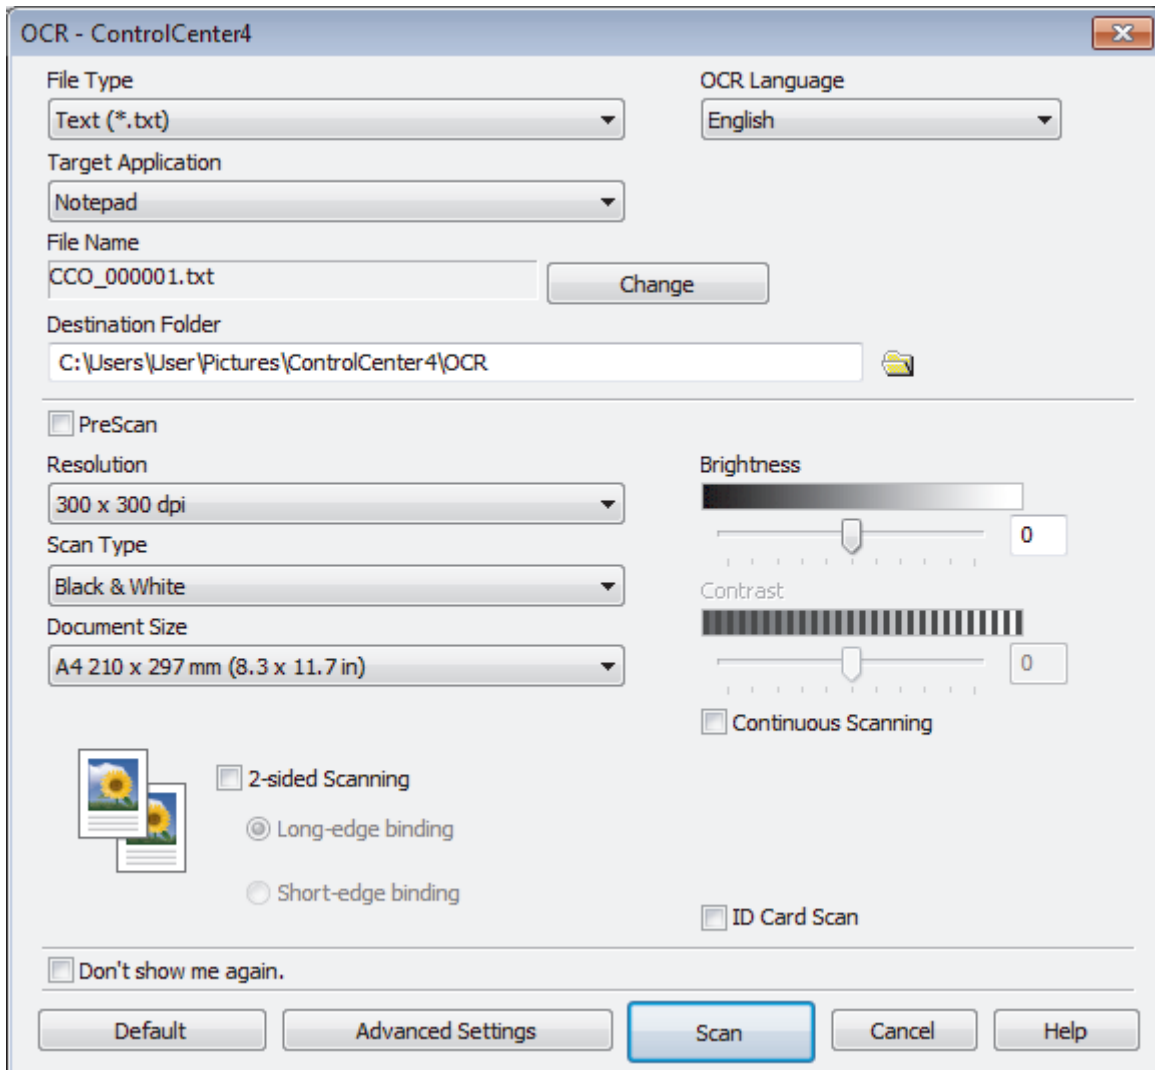 OCR - ControlCenter4
File Type
OCR Language
Text (*.txt)
English
Target Application
Notepad
File Name
CCO_000001.txt
Change
Destination Folder
C:\Users\User\Pictures\ControlCenter4\OCR
PreScan
Resolution
Brightness
300 x 300 dpi
0
Scan Type
Black & White
Contrast
Document Size
A4 210 x 297 mm (8.3 x 11.7 in)
0
Continuous Scanning
2-sided Scanning
Long-edge binding
Short-edge binding
ID Card Scan
Don't show me again.
Default
Advanced Settings
Scan
Cancel
Help